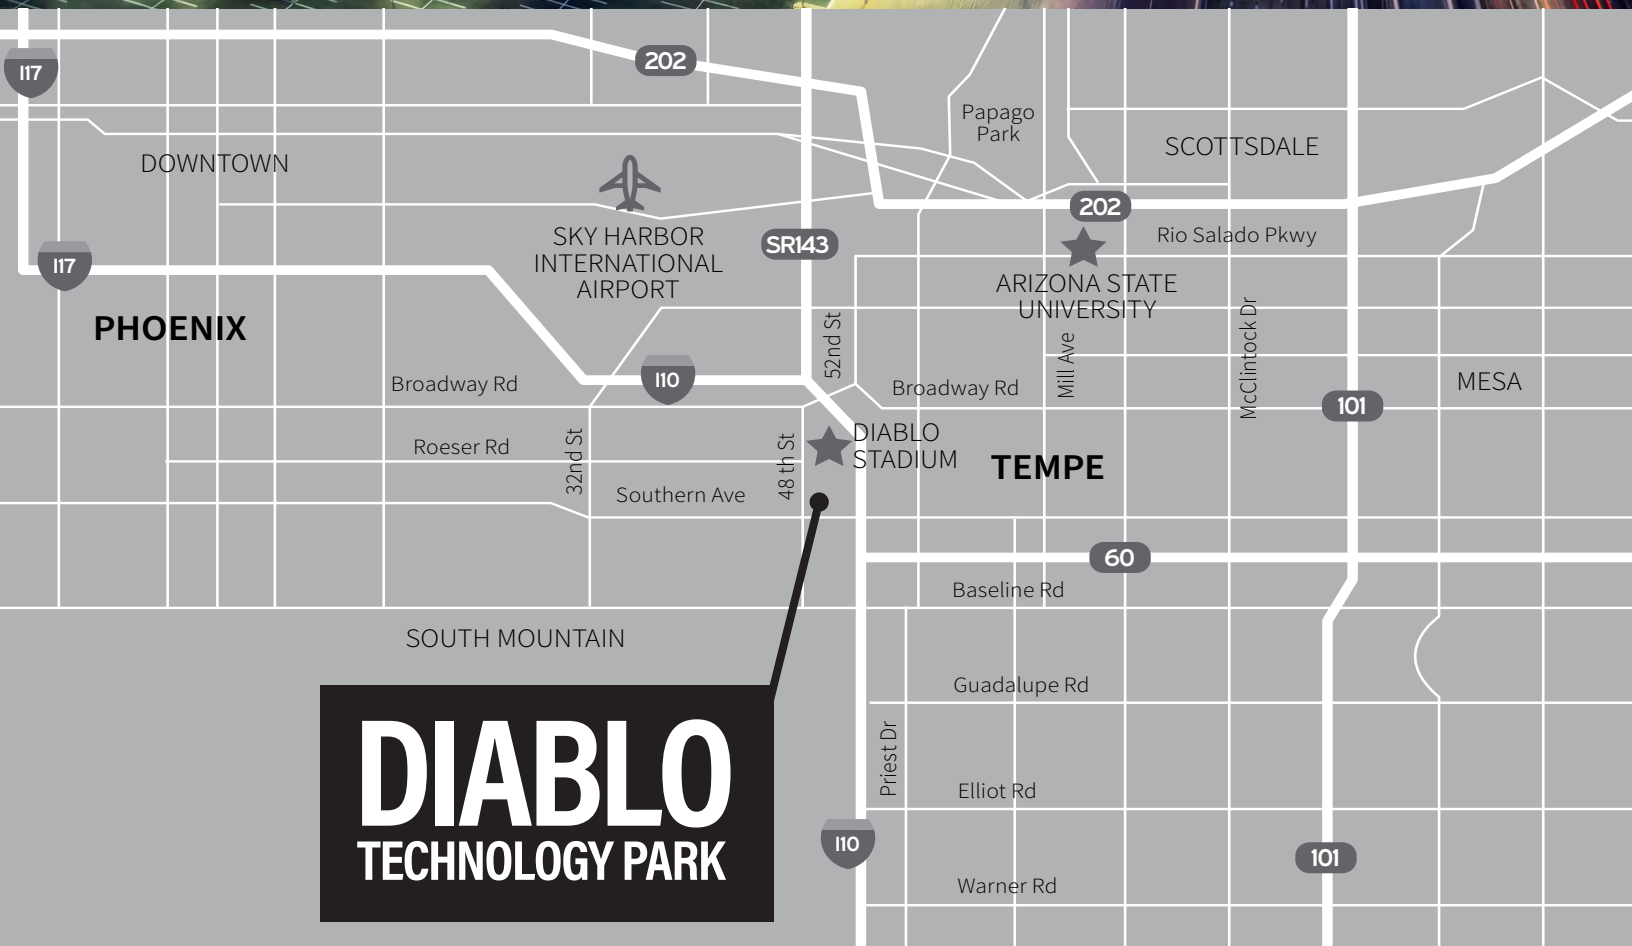 I17
202
Papago
Park
SCOTTSDALE
DOWNTOWN
202
SKY HARBOR
INTERNATIONAL
AIRPORT
SR143
Rio Salado Pkwy
I17
ARIZONA STATE
UNIVERSITY
PHOENIX
52nd St
Mill Ave
McClintock Dr
I10
Broadway Rd
Broadway Rd
MESA
101
Roeser Rd
32nd St
48 th St
DIABLO
STADIUM
TEMPE
Southern Ave
60
Baseline Rd
SOUTH MOUNTAIN
Guadalupe Rd
DIABLO
TECHNOLOGY PARK
Priest Dr
Elliot Rd
I10
101
Warner Rd